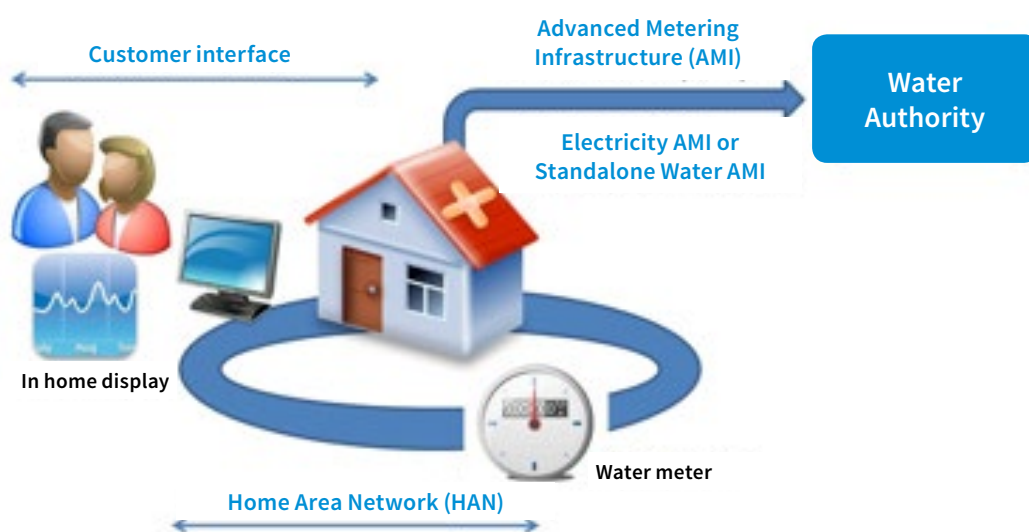 Customer interface
Advanced Metering
Infrastructure (AMI)
Water
Authority
Electricity AMI or
Standalone Water AMI
In home display
Water meter
Home Area Network (HAN)